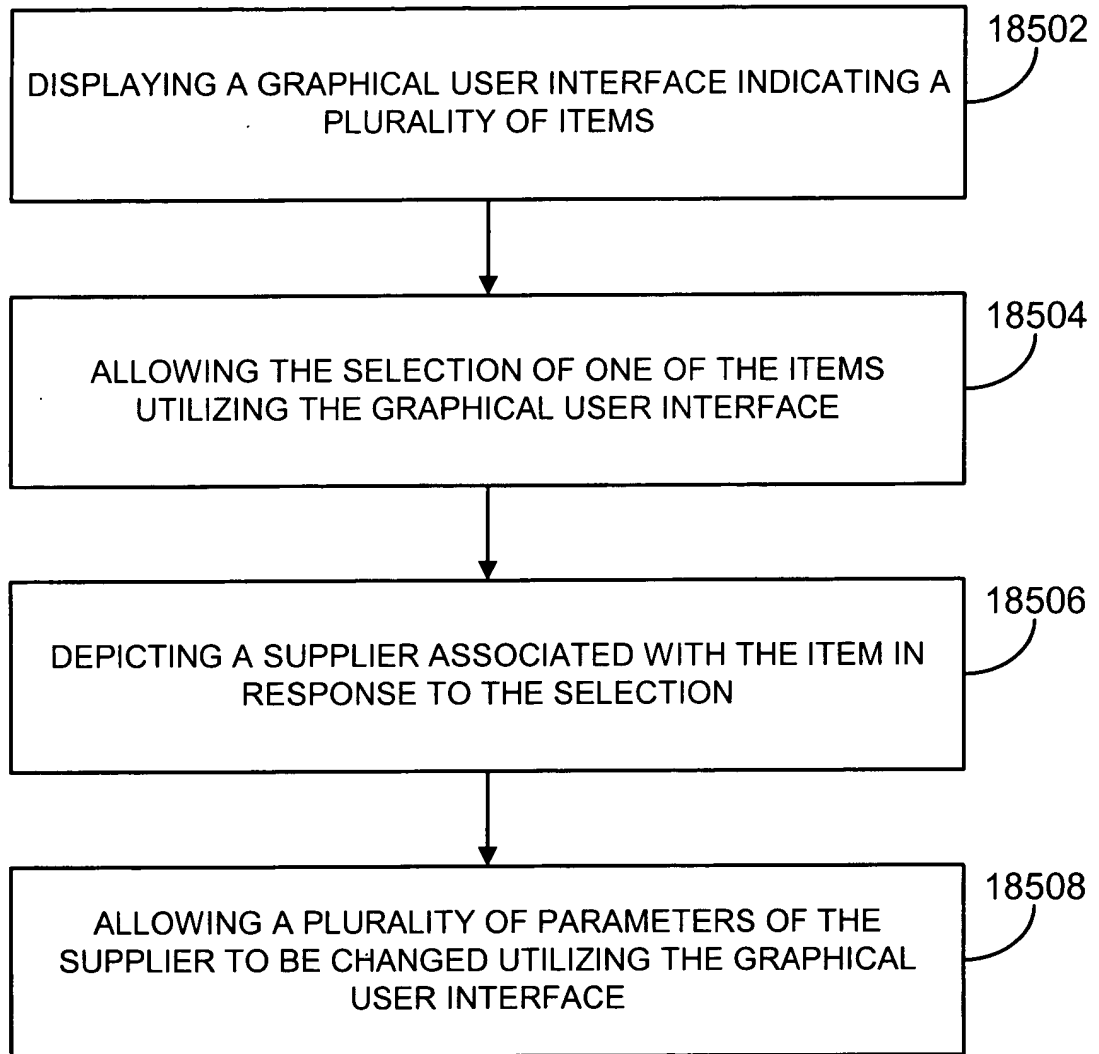 18502
DISPLAYING A GRAPHICAL USER INTERFACE INDICATING A
PLURALITY OF ITEMS
18504
ALLOWING THE SELECTION OF ONE OF THE ITEMS
UTILIZING THE GRAPHICAL USER INTERFACE
18506
DEPICTING A SUPPLIER ASSOCIATED WITH THE ITEM IN
RESPONSE TO THE SELECTION
18508
ALLOWING A PLURALITY OF PARAMETERS OF THE
SUPPLIER TO BE CHANGED UTILIZING THE GRAPHICAL
USER INTERFACE